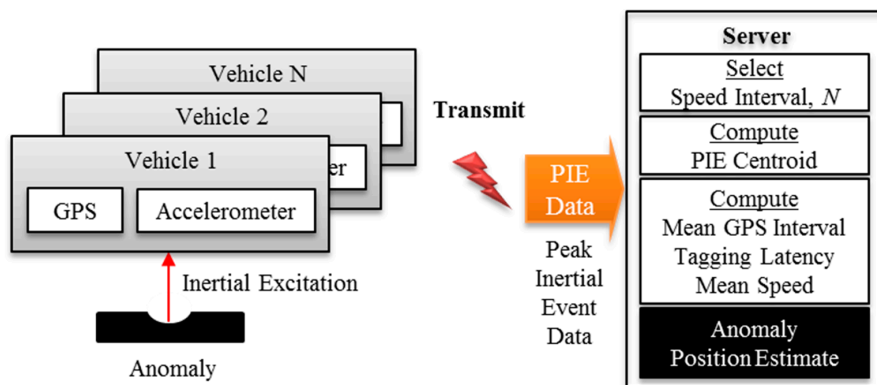 Vehicle N
Vehicle 2
er
Vehicle 1
GPS
Accelerometer
Inertial Excitation
Anomaly
Transmit
PIE
Data
Peak
Inertial
Event
Data
Server
Select
Speed Interval, N
Compute
PIE Centroid
Compute
Mean GPS Interval
Tagging Latency
Mean Speed
Anomaly
Position Estimate